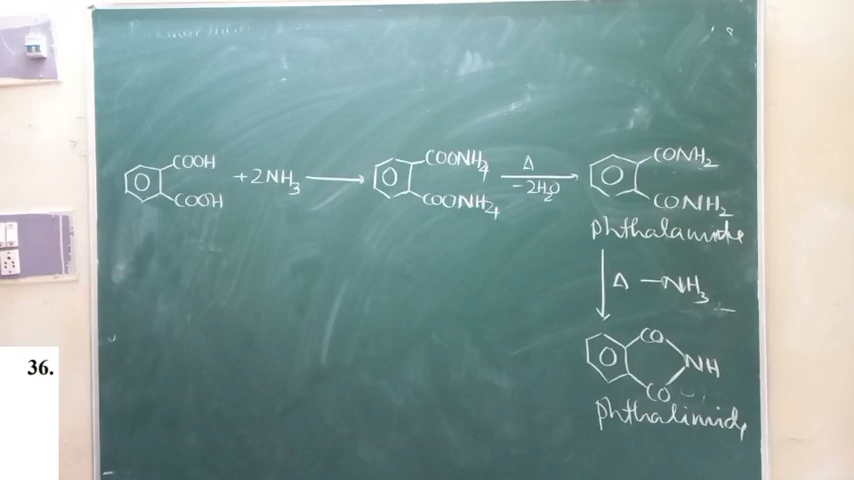 COOH COONH4 Δ CONH2
+ 2NH3 → → 
COOH COONH4 -2H2O CONH2
phthalamide
Δ -NH3
CO
NH
CO
phthalimide
36.